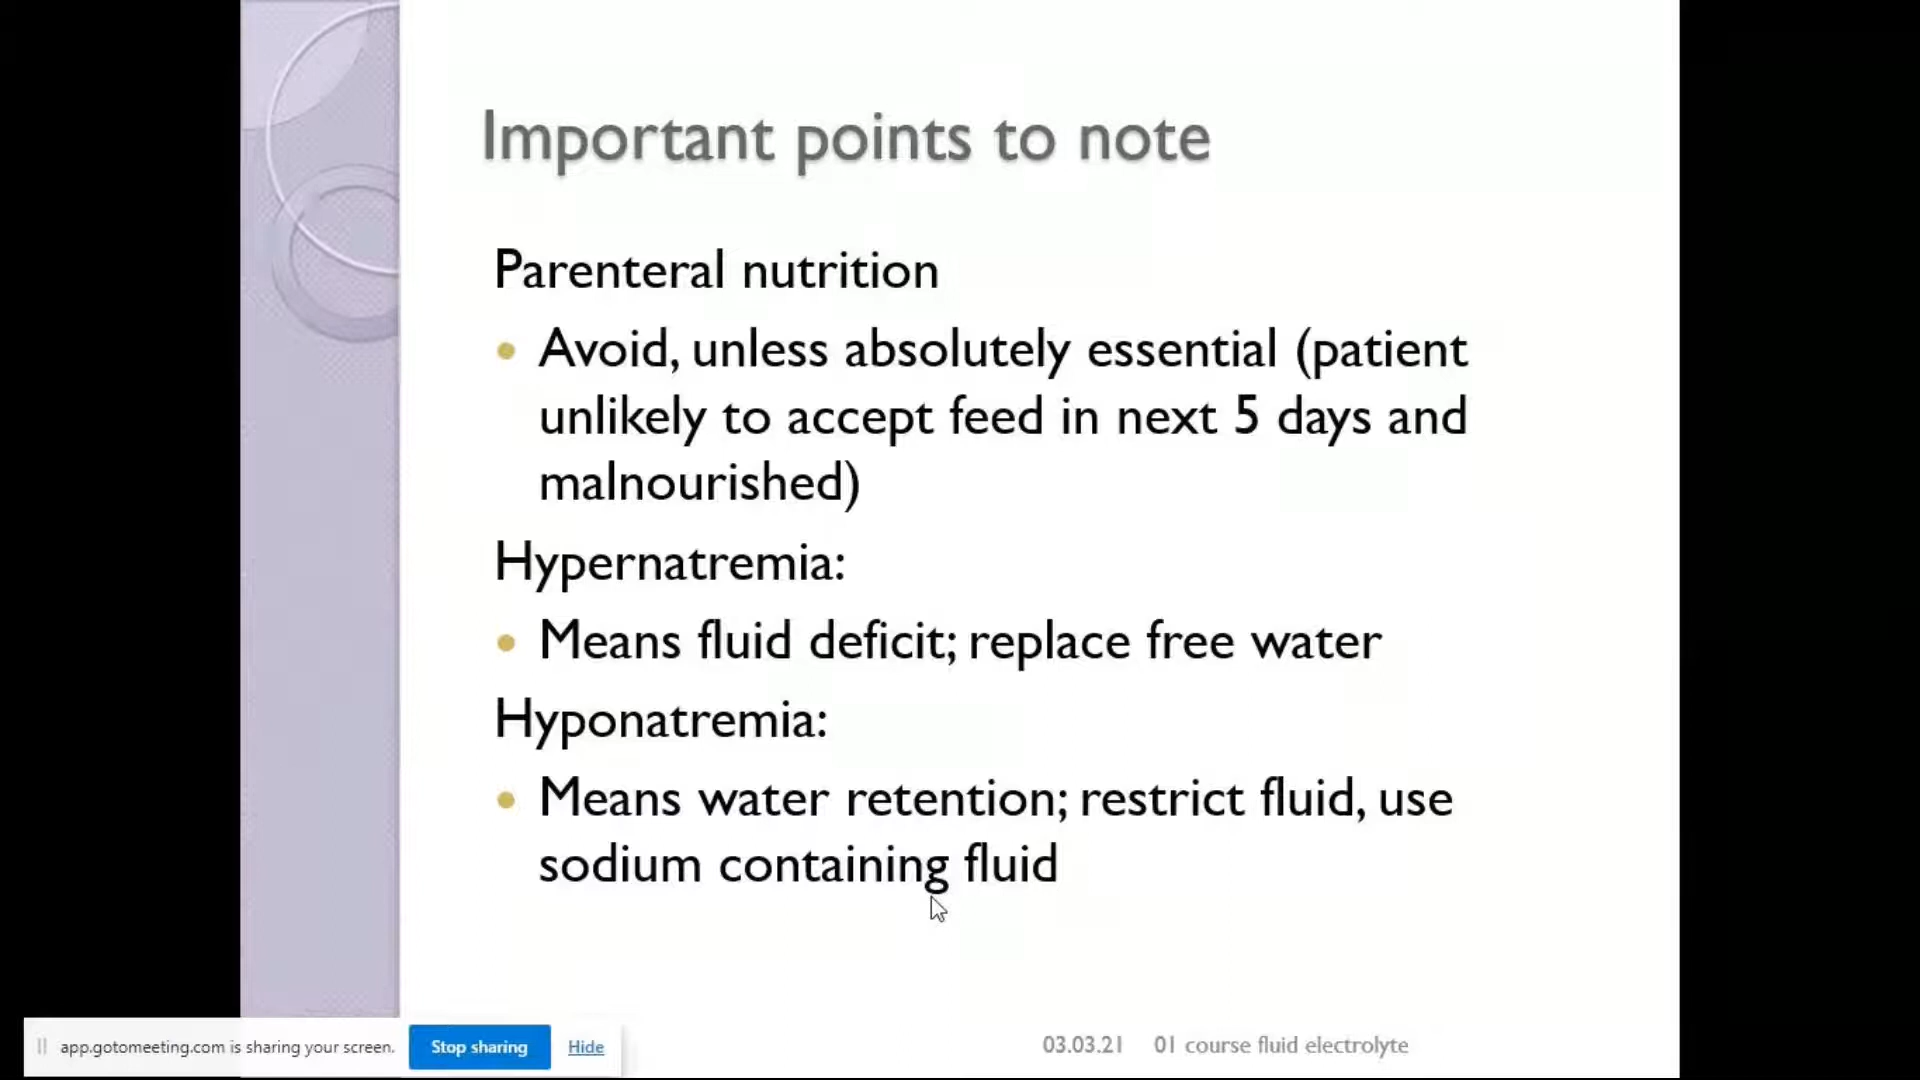 Important points to note
Parenteral nutrition
• Avoid, unless absolutely essential (patient
unlikely to accept feed in next 5 days and
malnourished)
Hypernatremia:
• Means fluid deficit; replace free water
Hyponatremia:
• Means water retention; restrict fluid, use
sodium containing fluid
app.gotomeeting.com is sharing your screen. Stop sharing Hide
03.03.21 01 course fluid electrolyte